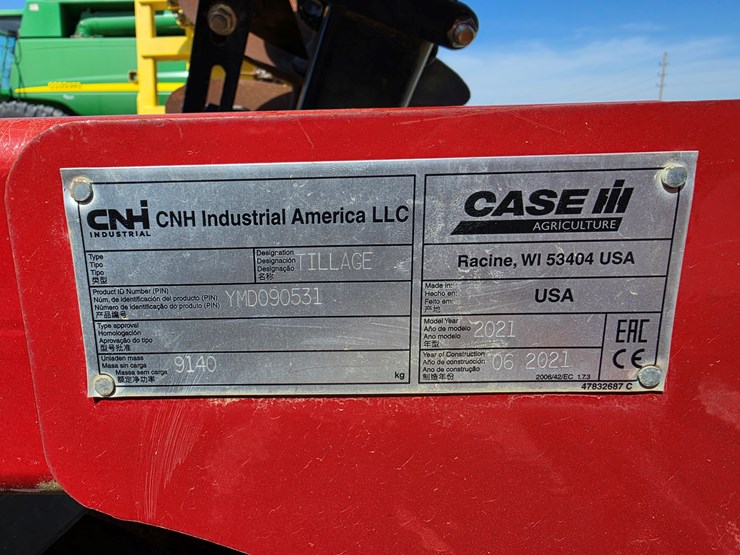 CNH
INDUSTRIAL
CNH Industrial America LLC
Type
Tipo
Tipo
类型
Designation
Designación
Designação
名称
TILLAGE
Product ID Number (PIN)
Núm. de identificación del producto (PIN)
Número de identificação do produto (PIN)
产品编号
YMD090531
Type approval
Homologación
Aprovação do tipo
型号批准
Unladen mass
Masa sin carga
Massa sem carga
额定净功率
9140
kg
CASE IH
AGRICULTURE
Racine, WI 53404 USA
Made in:
Hecho en:
Feito em:
产地
USA
Model Year
Año de modelo
Ano de modelo
年型
2021
Year of Construction
Año de construcción
Ano de construção
制造年份
06 2021
EAC
CE
2006/42/EC 1.7.3
47832687 C